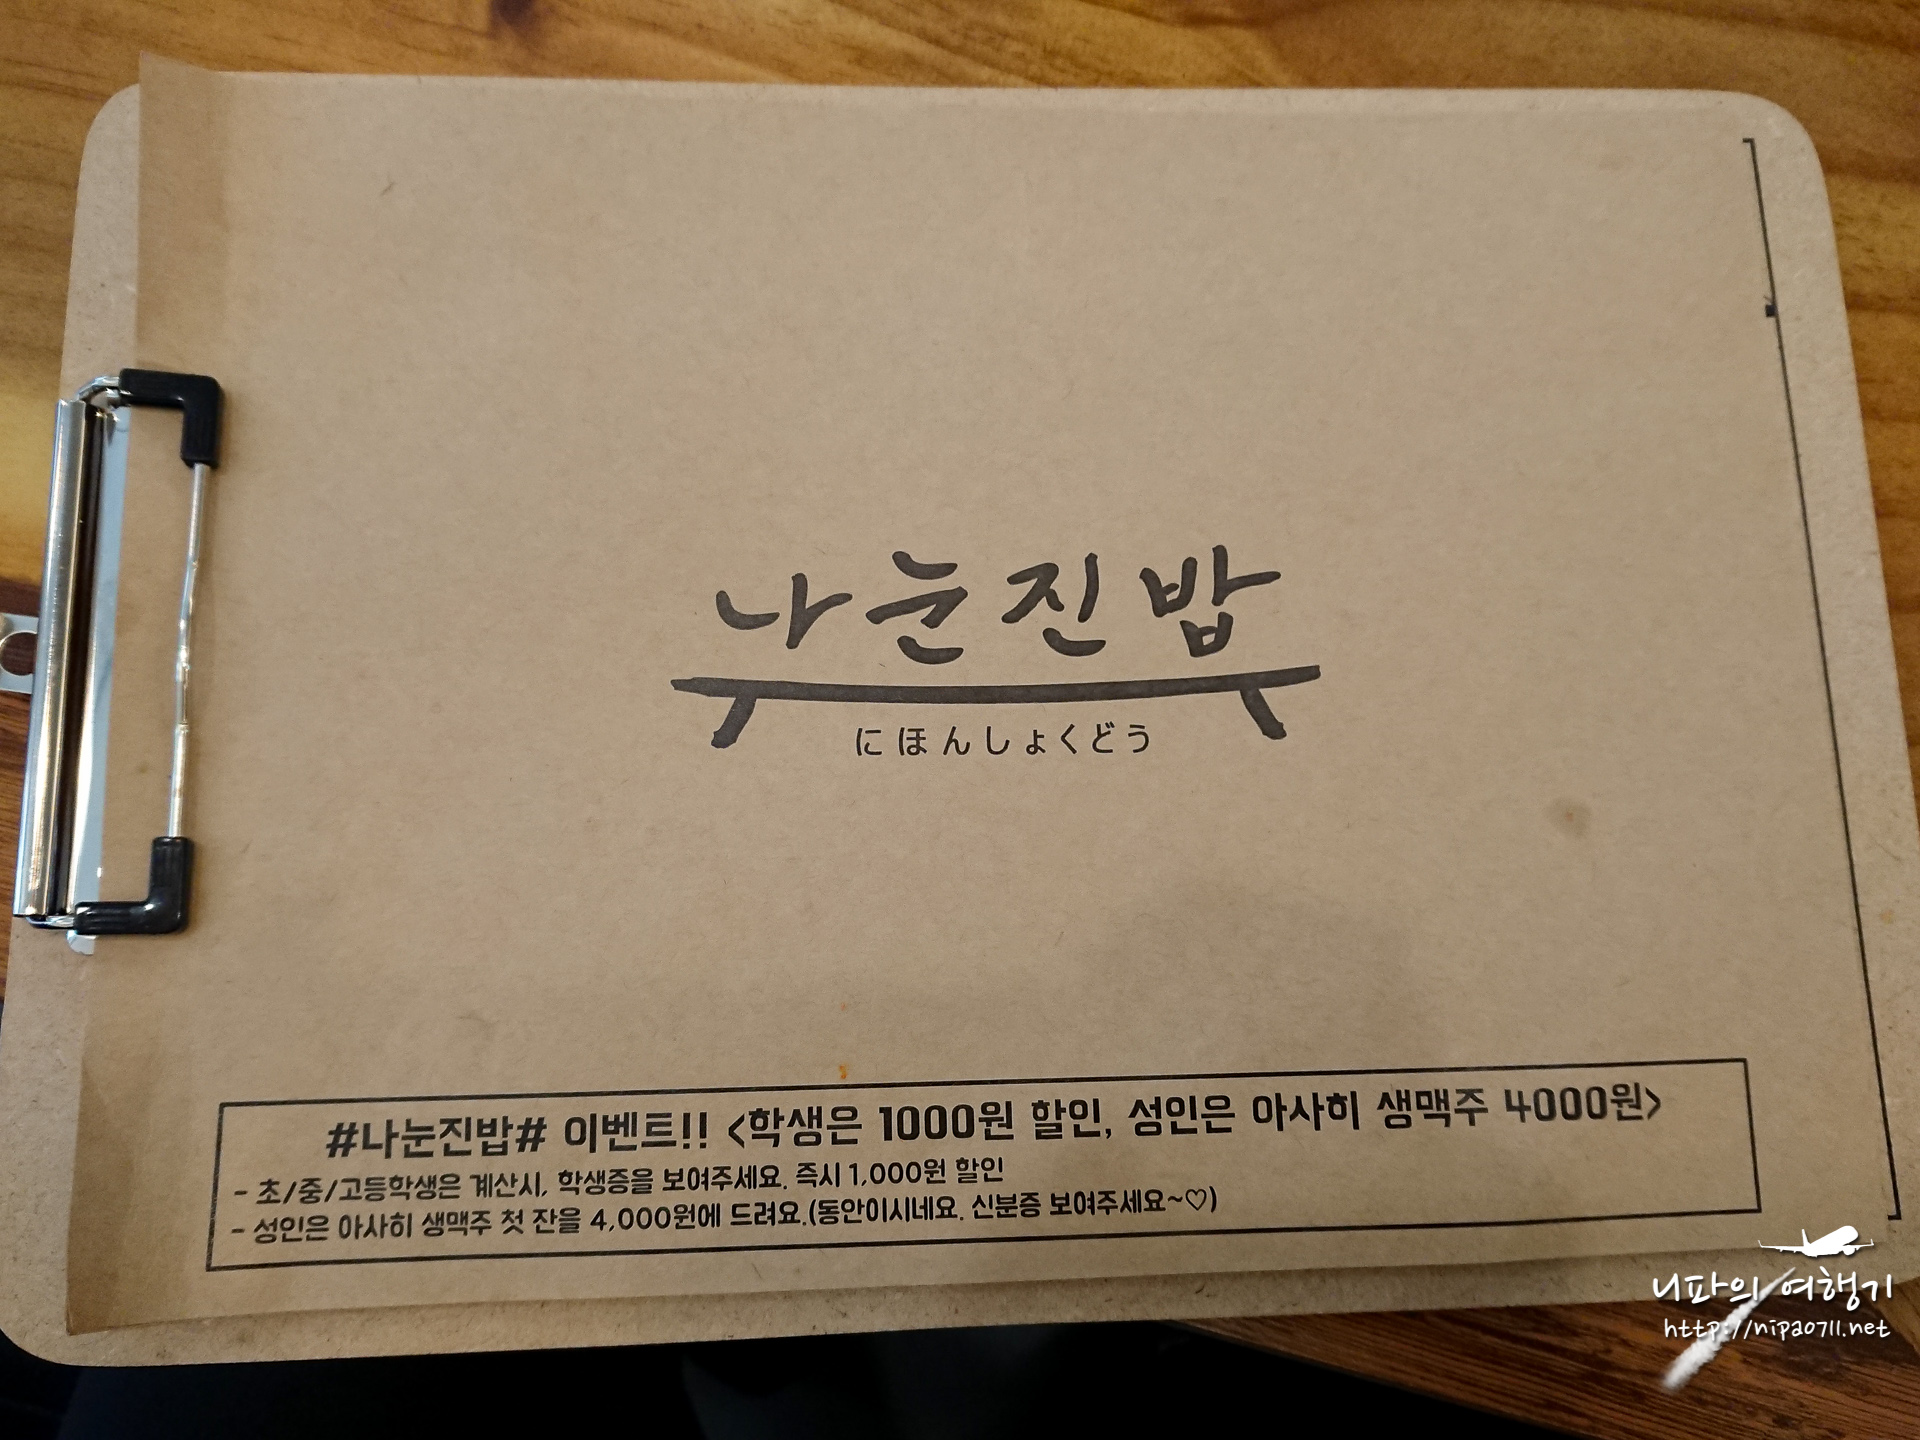 나눈진밥
にほんしょくどう
#나눈진밥# 이벤트!! <학생은 1000원 할인, 성인은 아사히 생맥주 4000원>
- 초/중/고등학생은 계산시, 학생증을 보여주세요. 즉시 1,000원 할인
- 성인은 아사히 생맥주 첫 잔을 4,000원에 드려요.(동안이시네요. 신분증 보여주세요~♡)
니파의 여행기
http://nipa0711.net